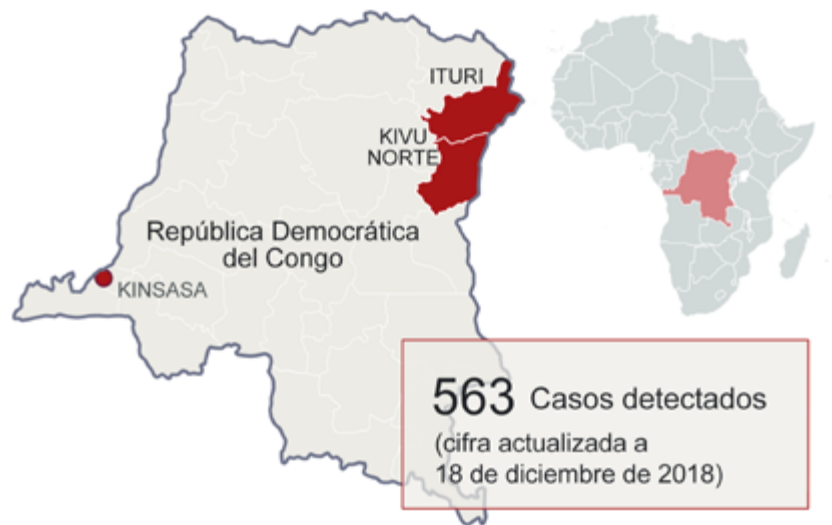 ITURI
KIVU
NORTE
República Democrática
del Congo
KINSASA
563 Casos detectados
(cifra actualizada a
18 de diciembre de 2018)